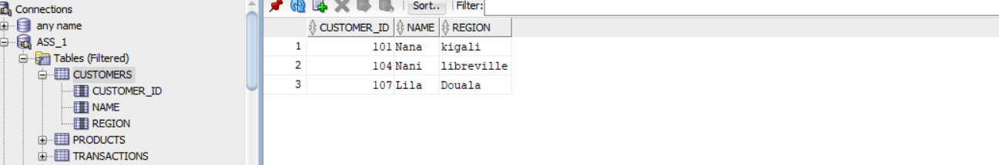 Connections
any name
ASS_1
Tables (Filtered)
CUSTOMERS
CUSTOMER_ID
NAME
REGION
PRODUCTS
TRANSACTIONS
Sort.. Filter:
CUSTOMER_ID NAME REGION
1 101 Nana kigali
2 104 Nani libreville
3 107 Lila Douala